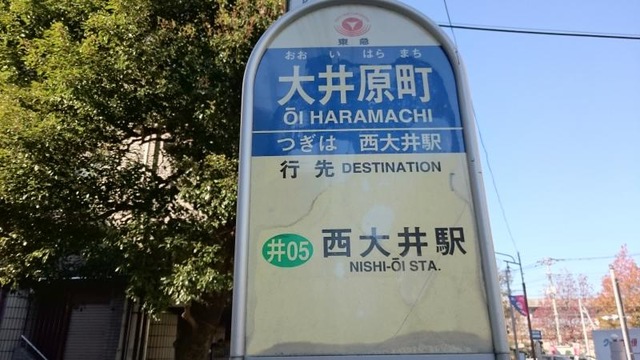 東急
おおいはらまち
大井原町
ŌI HARAMACHI
つぎは 西大井駅
行先 DESTINATION
井05 西大井駅
NISHI-ŌI STA.